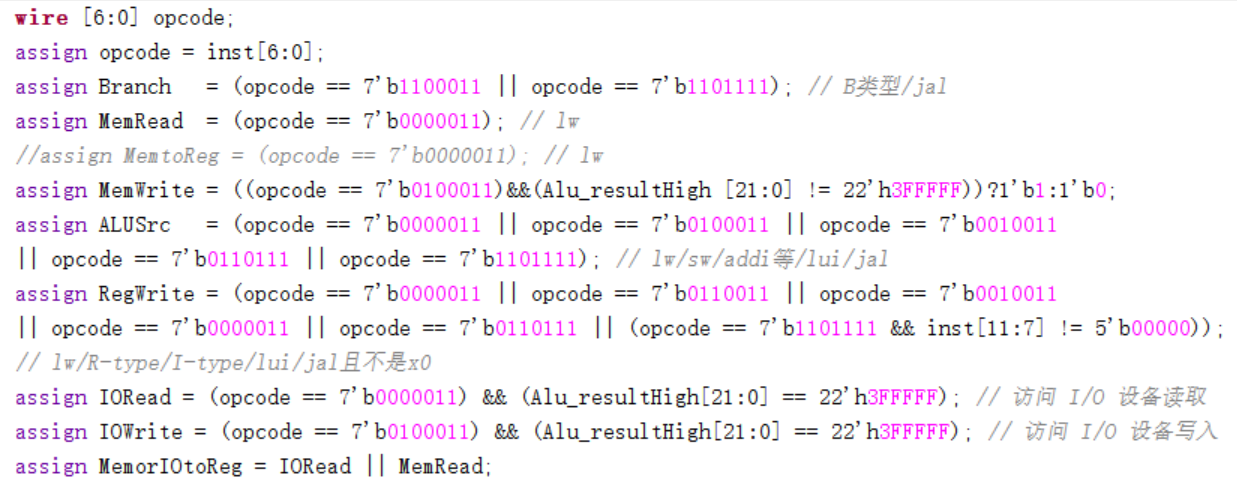 wire [6:0] opcode;
assign opcode = inst[6:0];
assign Branch   = (opcode == 7'b1100011 || opcode == 7'b1101111); // B类型/jal
assign MemRead  = (opcode == 7'b0000011); // lw
//assign MemtoReg = (opcode == 7'b0000011); // lw
assign MemWrite = ((opcode == 7'b0100011)&&(Alu_resultHigh [21:0] != 22'h3FFFFF))?1'b1:1'b0;
assign ALUSrc   = (opcode == 7'b0000011 || opcode == 7'b0100011 || opcode == 7'b0010011
|| opcode == 7'b0110111 || opcode == 7'b1101111); // lw/sw/addi等/lui/jal
assign RegWrite = (opcode == 7'b0000011 || opcode == 7'b0110011 || opcode == 7'b0010011
|| opcode == 7'b0000011 || opcode == 7'b0110111 || (opcode == 7'b1101111 && inst[11:7] != 5'b00000));
// lw/R-type/I-type/lui/jal且不是x0
assign IORead = (opcode == 7'b0000011) && (Alu_resultHigh[21:0] == 22'h3FFFFF); // 访问 I/O 设备读取
assign IOWrite = (opcode == 7'b0100011) && (Alu_resultHigh[21:0] == 22'h3FFFFF); // 访问 I/O 设备写入
assign MemorIOtoReg = IORead || MemRead;